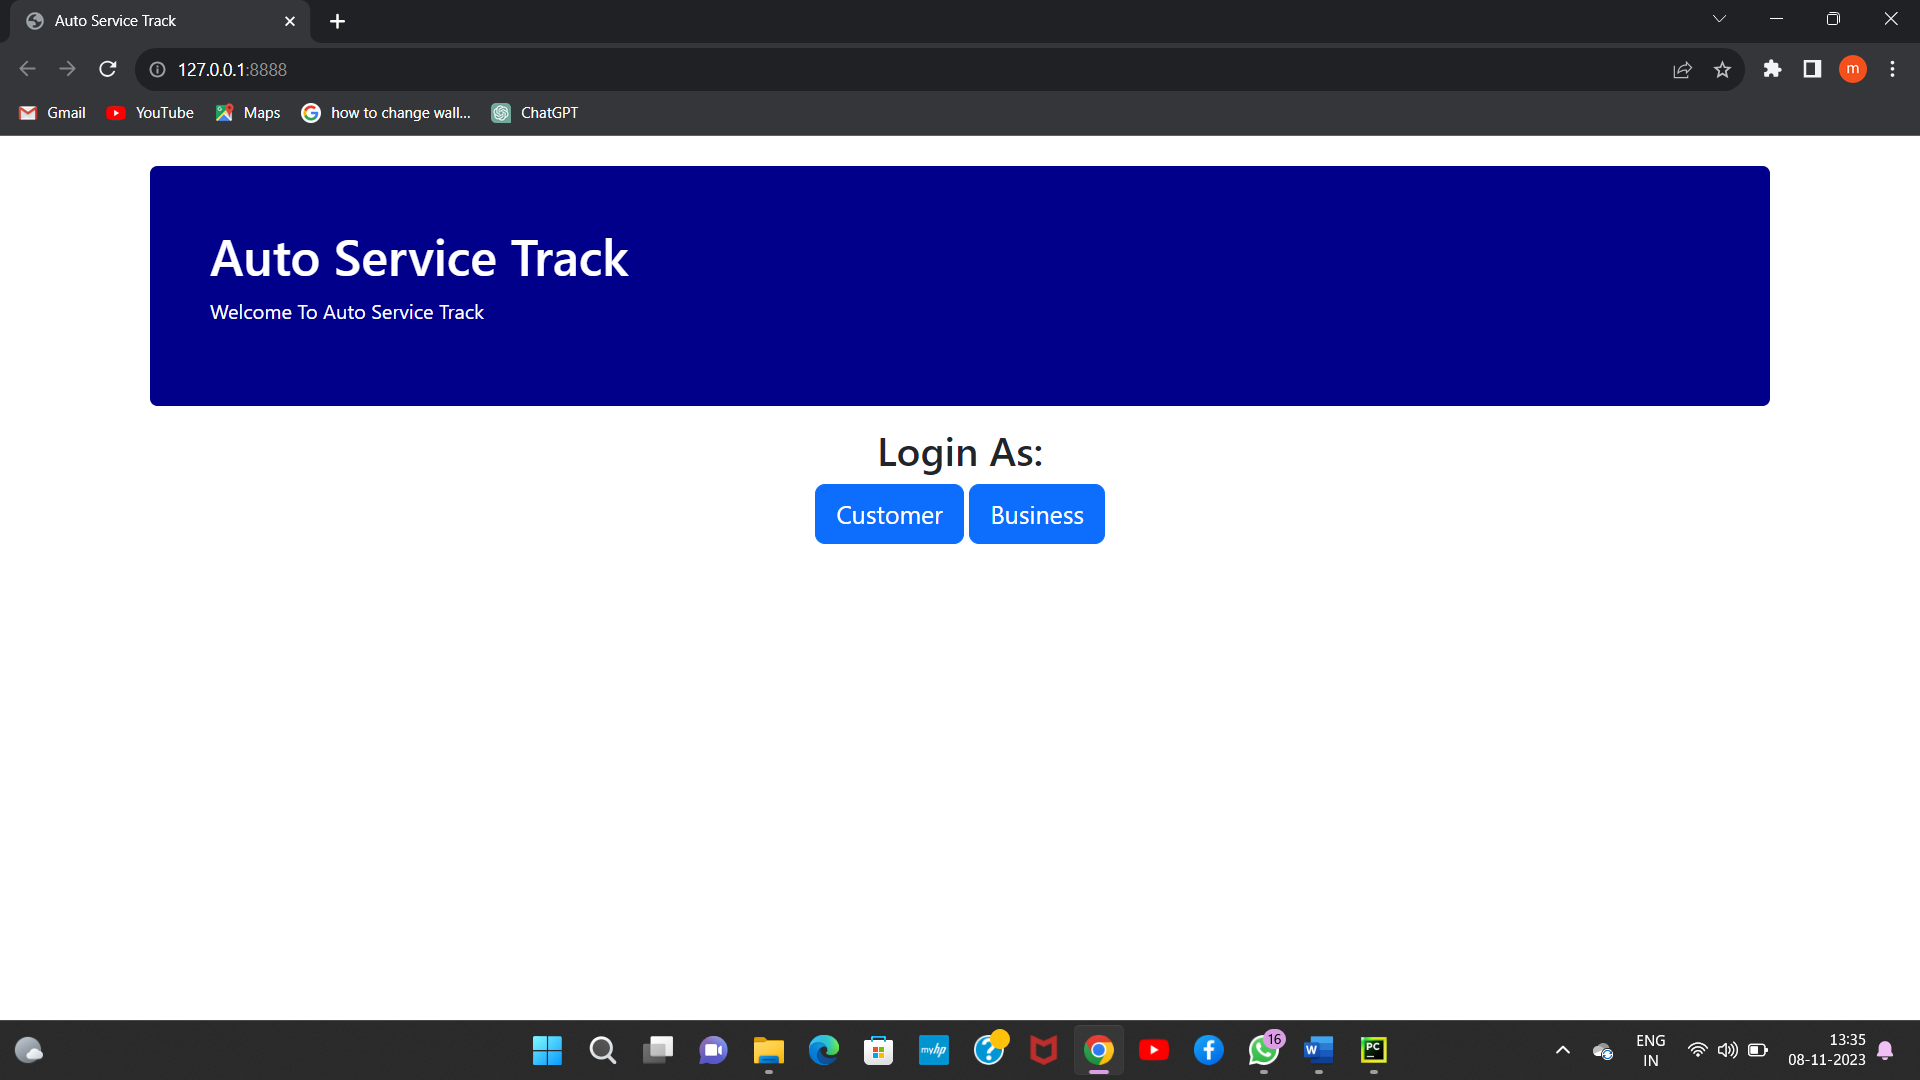 Auto Service Track
127.0.0.1:8888
m
Gmail
YouTube
Maps
how to change wall...
ChatGPT
Auto Service Track
Welcome To Auto Service Track
Login As:
Customer
Business
myhp
16
W
PC
ENG
IN
13:35
08-11-2023